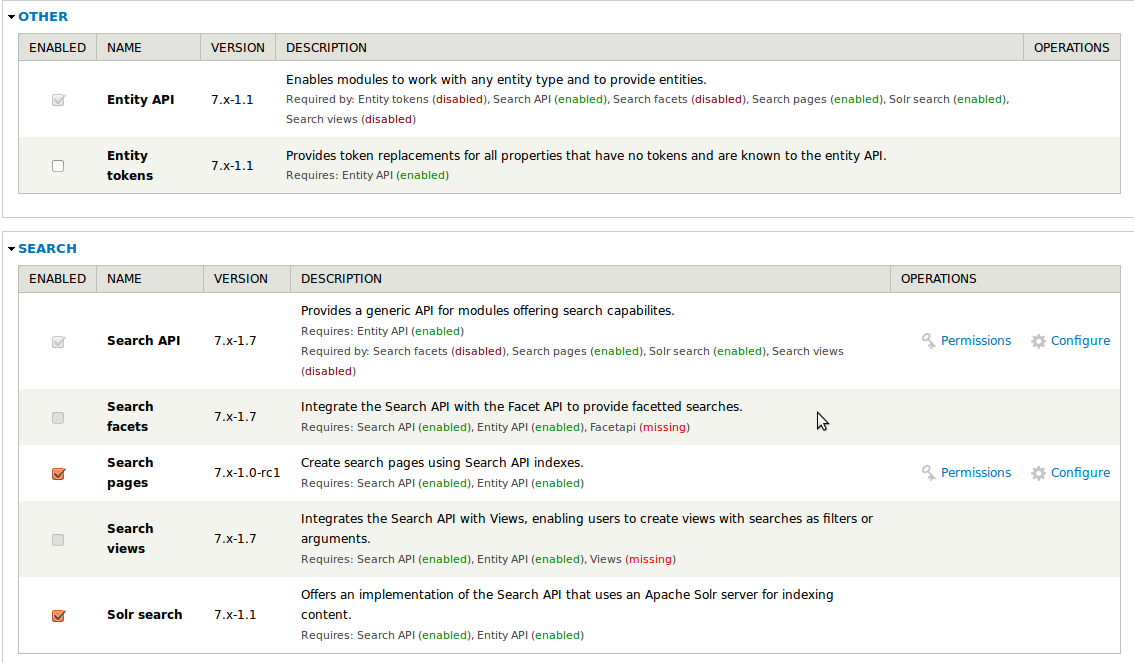 OTHER
ENABLED NAME VERSION DESCRIPTION OPERATIONS
Enables modules to work with any entity type and to provide entities.
Entity API 7.x-1.1 Required by: Entity tokens (disabled), Search API (enabled), Search facets (disabled), Search pages (enabled), Solr search (enabled),
Search views (disabled)
Entity
tokens 7.x-1.1 Provides token replacements for all properties that have no tokens and are known to the entity API.
Requires: Entity API (enabled)
SEARCH
ENABLED NAME VERSION DESCRIPTION OPERATIONS
Provides a generic API for modules offering search capabilites.
Requires: Entity API (enabled)
Search API 7.x-1.7 Required by: Search facets (disabled), Search pages (enabled), Solr search (enabled), Search views Permissions Configure
(disabled)
Search
facets 7.x-1.7 Integrate the Search API with the Facet API to provide facetted searches.
Requires: Search API (enabled), Entity API (enabled), Facetapi (missing)
Search
pages 7.x-1.0-rc1 Create search pages using Search API indexes. Permissions Configure
Requires: Search API (enabled), Entity API (enabled)
Search
views 7.x-1.7 Integrates the Search API with Views, enabling users to create views with searches as filters or
arguments.
Requires: Search API (enabled), Entity API (enabled), Views (missing)
Offers an implementation of the Search API that uses an Apache Solr server for indexing
Solr search 7.x-1.1 content.
Requires: Search API (enabled), Entity API (enabled)